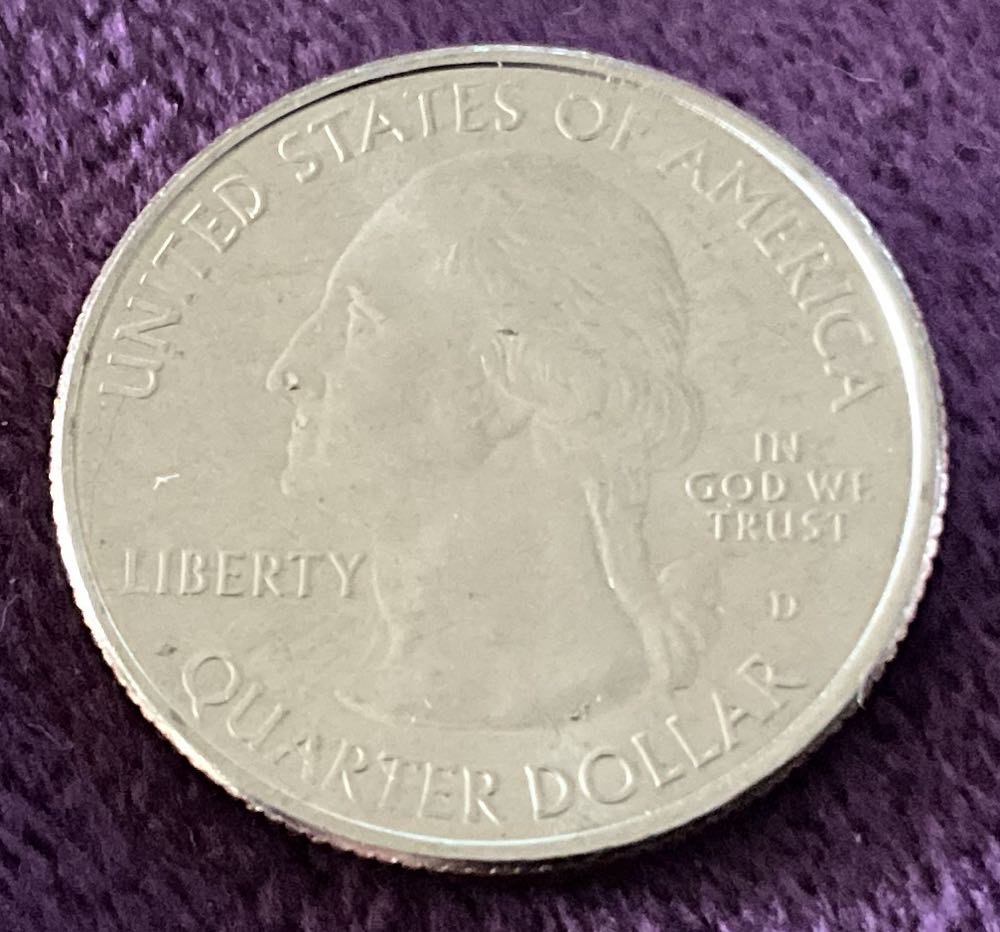 UNITED STATES OF AMERICA
IN
GOD WE
TRUST
LIBERTY
D
QUARTER DOLLAR